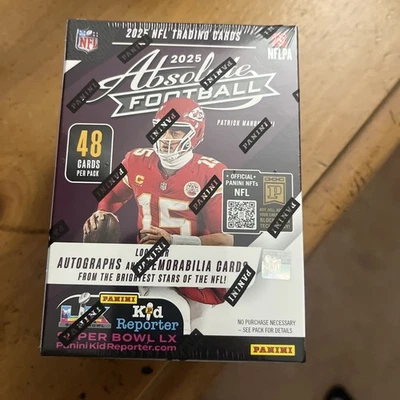 2025 NFL TRADING CARDS
NFL
NFLPA
2025
Absolute
FOOTBALL
PATRICK
48
CARDS
PER PACK
OFFICIAL
PANINI NFTs
NFL
15
AUTOGRAPHS AND MEMORABILIA CARDS
FROM THE BRIGHTEST STARS OF THE NFL!
PANINI
Kid
Reporter
SUPER BOWL LX
PaniniKidReporter.com
NO PURCHASE NECESSARY
– SEE PACK FOR DETAILS.
PANINI